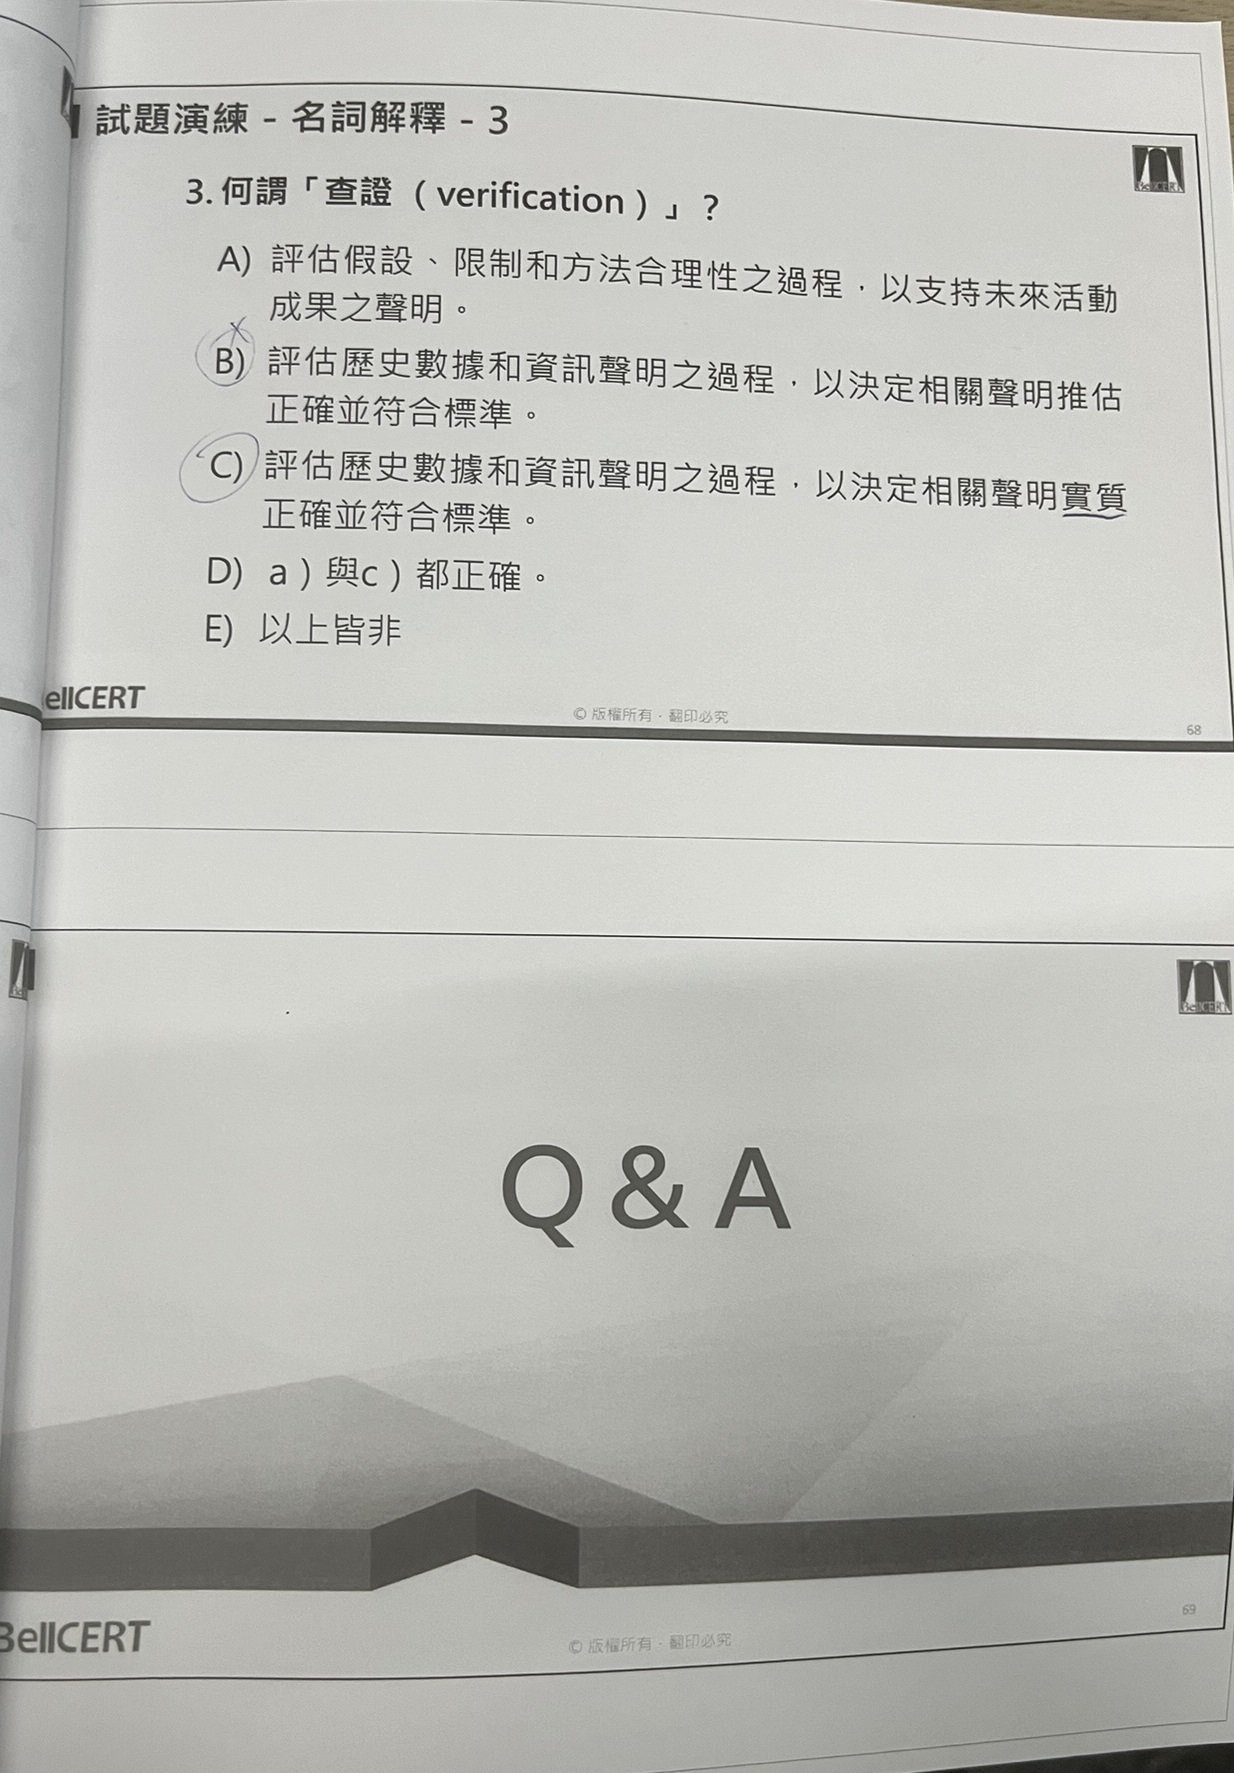 試題演練 - 名詞解釋 - 3
BellCERT
3. 何謂「查證（verification）」？
A) 評估假設、限制和方法合理性之過程，以支持未來活動
成果之聲明。
B) 評估歷史數據和資訊聲明之過程，以決定相關聲明推估
正確並符合標準。
C) 評估歷史數據和資訊聲明之過程，以決定相關聲明實質
正確並符合標準。
D) a）與c）都正確。
E) 以上皆非
ellCERT
© 版權所有，翻印必究
68
BellCERT
Q & A
BellCERT
© 版權所有，翻印必究
69